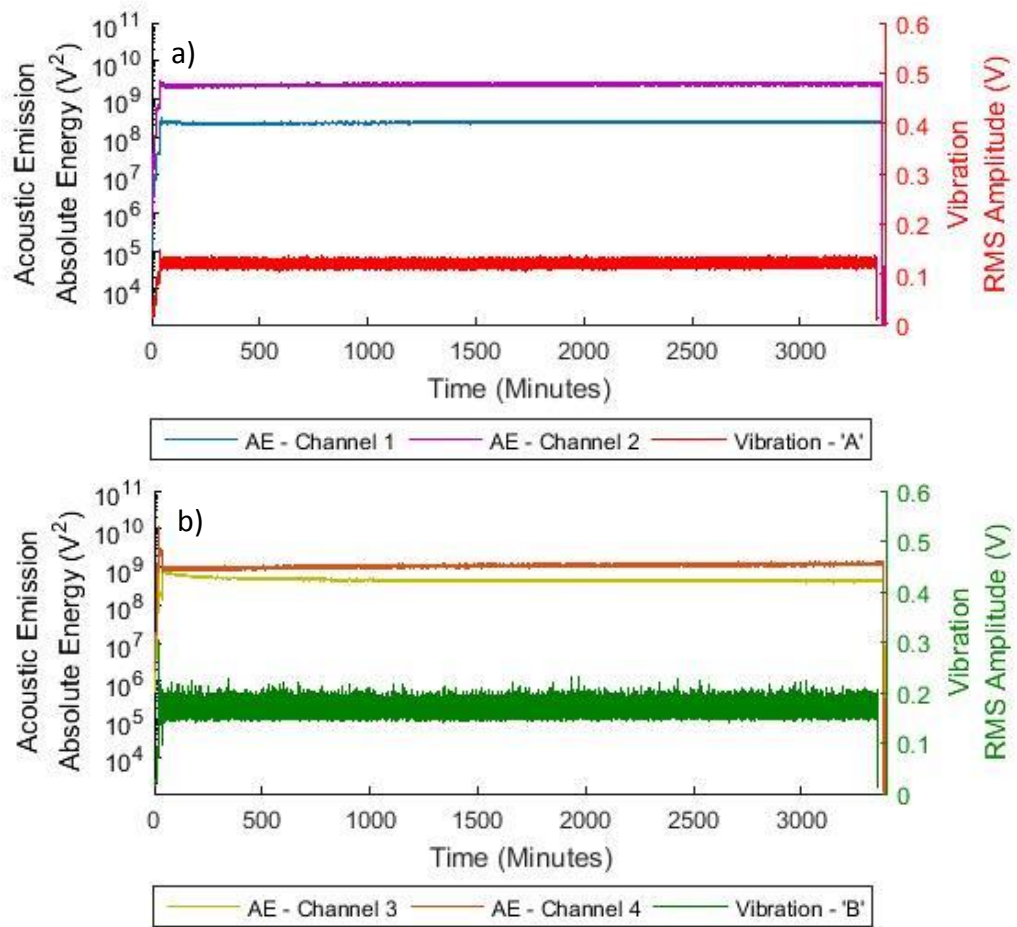 a)
Acoustic Emission
Absolute Energy (V²)
10¹¹
10¹⁰
10⁹
10⁸
10⁷
10⁶
10⁵
10⁴
0.6
0.5
0.4
0.3
0.2
0.1
0
Vibration
RMS Amplitude (V)
0 500 1000 1500 2000 2500 3000
Time (Minutes)
AE - Channel 1 AE - Channel 2 Vibration - 'A'
b)
Acoustic Emission
Absolute Energy (V²)
10¹¹
10¹⁰
10⁹
10⁸
10⁷
10⁶
10⁵
10⁴
0.6
0.5
0.4
0.3
0.2
0.1
0
Vibration
RMS Amplitude (V)
0 500 1000 1500 2000 2500 3000
Time (Minutes)
AE - Channel 3 AE - Channel 4 Vibration - 'B'